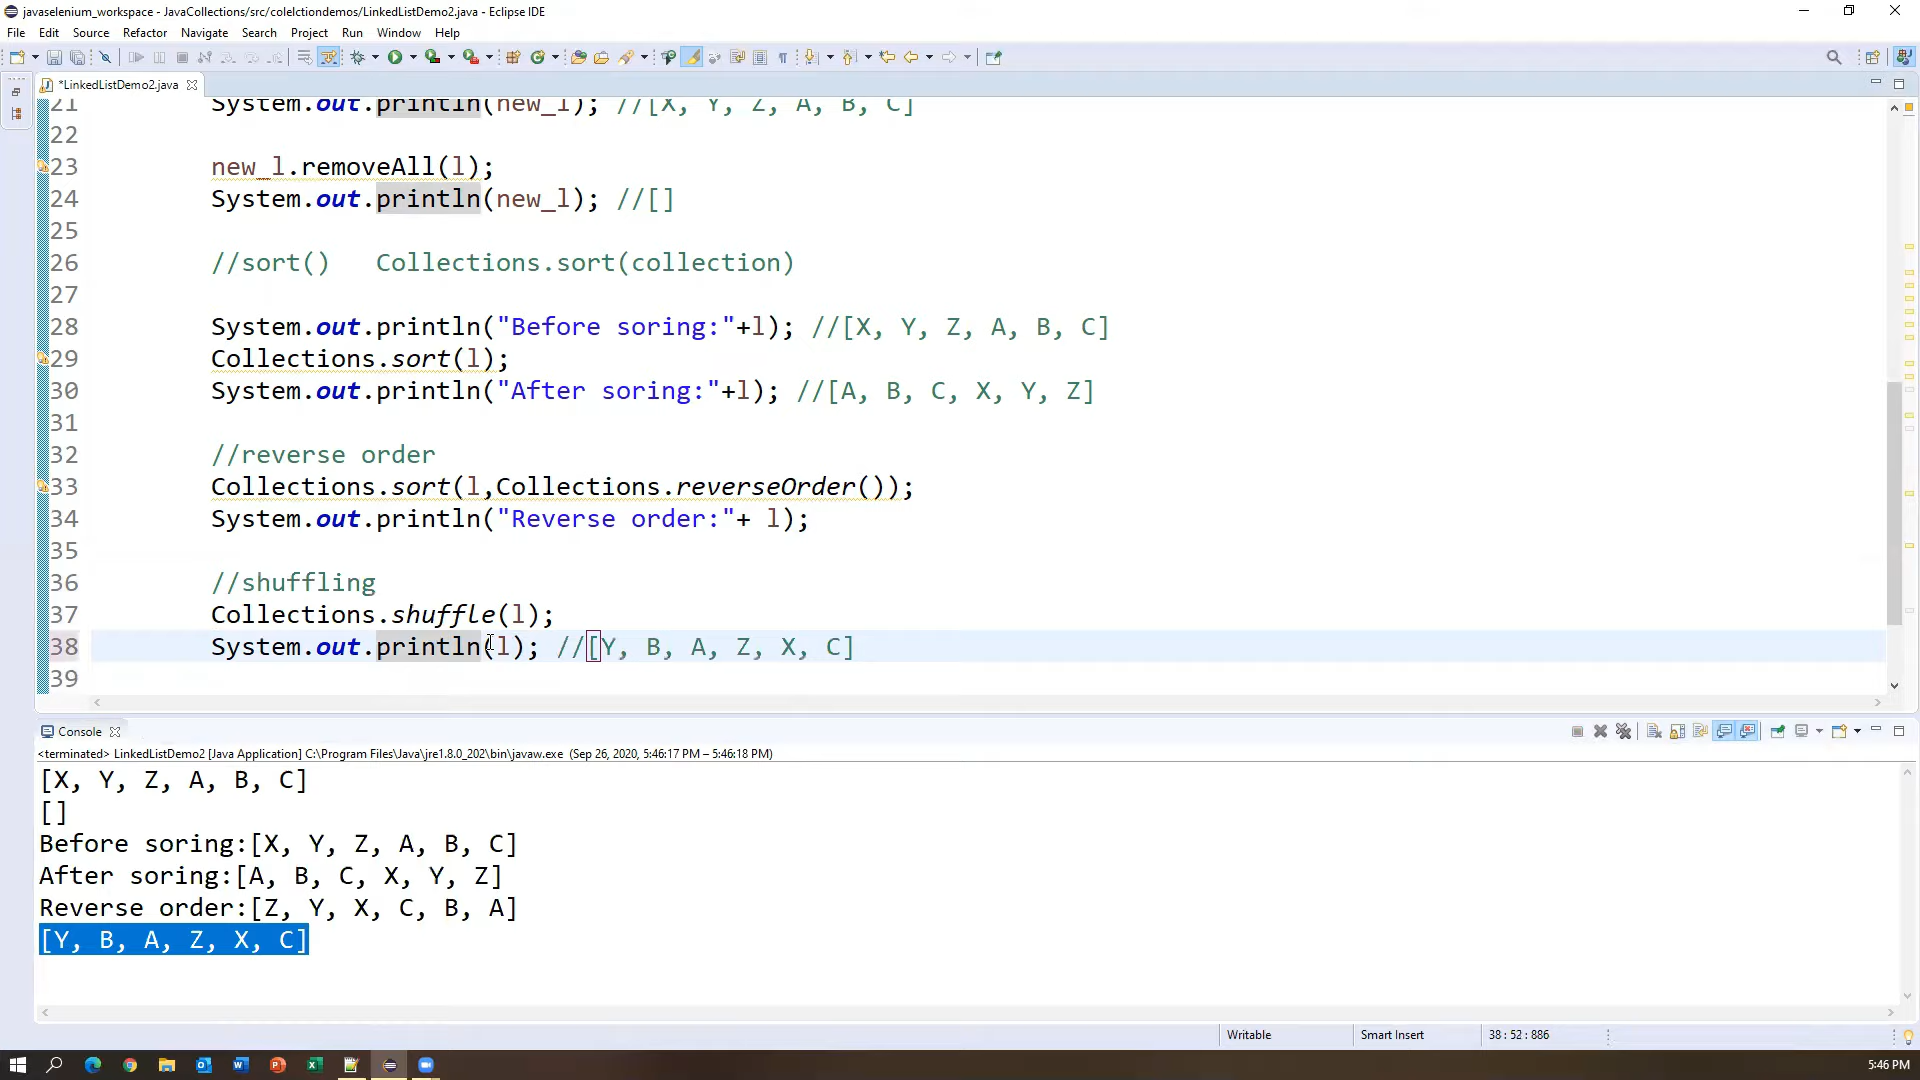 javaselenium_workspace - JavaCollections/src/colelctiondemos/LinkedListDemo2.java - Eclipse IDE
File Edit Source Refactor Navigate Search Project Run Window Help
*LinkedListDemo2.java
21 System.out.println(new_l); //[X, Y, Z, A, B, C]
22
23 new_l.removeAll(l);
24 System.out.println(new_l); //[]
25
26 //sort() Collections.sort(collection)
27
28 System.out.println("Before soring:"+l); //[X, Y, Z, A, B, C]
29 Collections.sort(l);
30 System.out.println("After soring:"+l); //[A, B, C, X, Y, Z]
31
32 //reverse order
33 Collections.sort(l,Collections.reverseOrder());
34 System.out.println("Reverse order:"+ l);
35
36 //shuffling
37 Collections.shuffle(l);
38 System.out.println(l); //[Y, B, A, Z, X, C]
39
Console
<terminated> LinkedListDemo2 [Java Application] C:\Program Files\Java\jre1.8.0_202\bin\javaw.exe (Sep 26, 2020, 5:46:17 PM – 5:46:18 PM)
[X, Y, Z, A, B, C]
[]
Before soring:[X, Y, Z, A, B, C]
After soring:[A, B, C, X, Y, Z]
Reverse order:[Z, Y, X, C, B, A]
[Y, B, A, Z, X, C]
Writable Smart Insert 38 : 52 : 886
5:46 PM